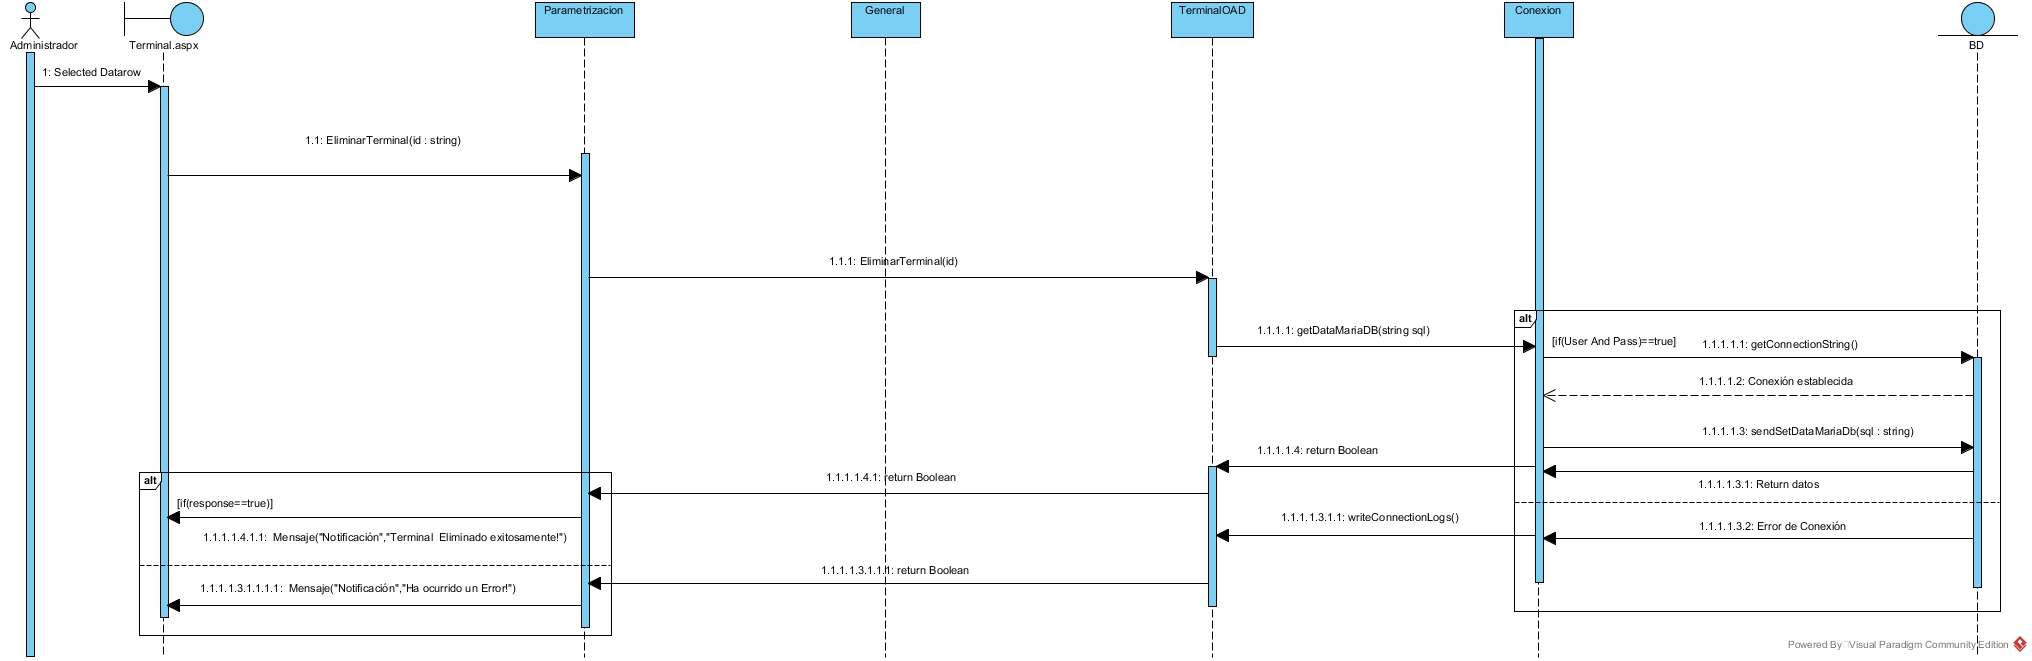 Administrador
Terminal.aspx
Parametrizacion
General
TerminalOAD
Conexion
BD
1: Selected Datarow
1.1: EliminarTerminal(id : string)
1.1.1: EliminarTerminal(id)
alt
1.1.1.1: getDataMariaDB(string sql)
[if(User And Pass)==true]
1.1.1.1.1: getConnectionString()
1.1.1.1.2: Conexión establecida
1.1.1.1.3: sendSetDataMariaDb(sql : string)
1.1.1.1.4: return Boolean
alt
1.1.1.1.4.1: return Boolean
1.1.1.1.3.1: Return datos
[if(response==true)]
1.1.1.1.3.1.1: writeConnectionLogs()
1.1.1.1.3.2: Error de Conexión
1.1.1.1.4.1.1: Mensaje("Notificación","Terminal Eliminado exitosamente!")
1.1.1.1.3.1.1.1: return Boolean
1.1.1.1.3.1.1.1.1: Mensaje("Notificación","Ha ocurrido un Error!")
Powered By Visual Paradigm Community Edition